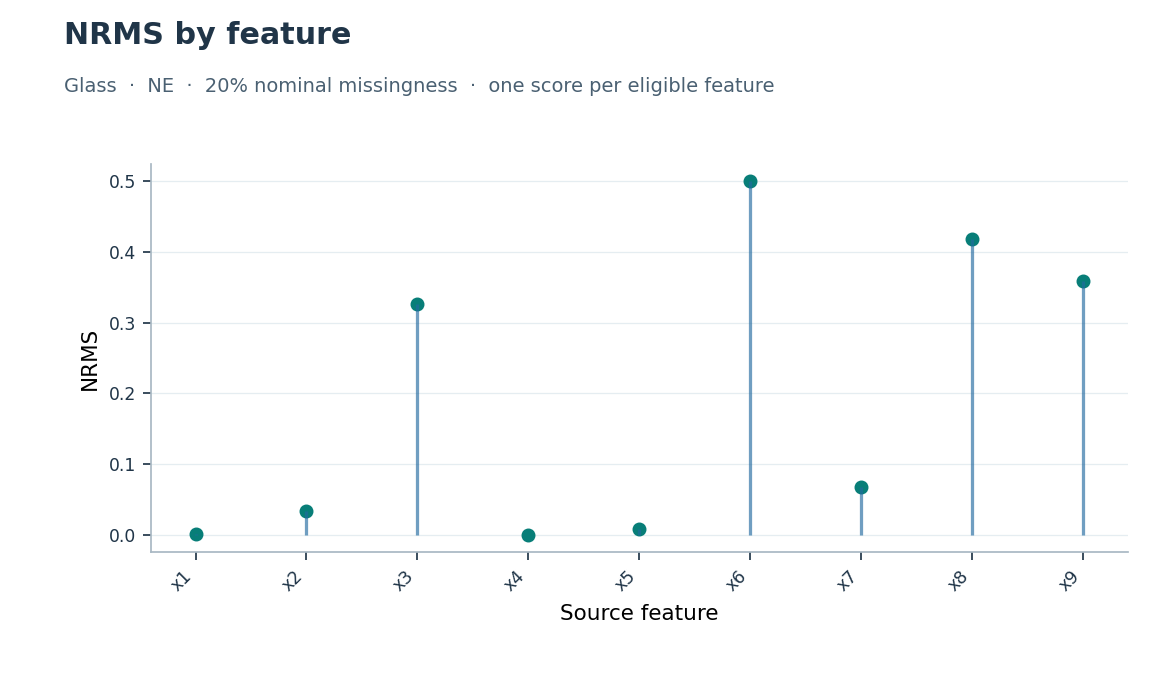 NRMS by feature
Glass · NE · 20% nominal missingness · one score per eligible feature
0.5
0.4
0.3
0.2
0.1
0.0
NRMS
x1 x2 x3 x4 x5 x6 x7 x8 x9
Source feature